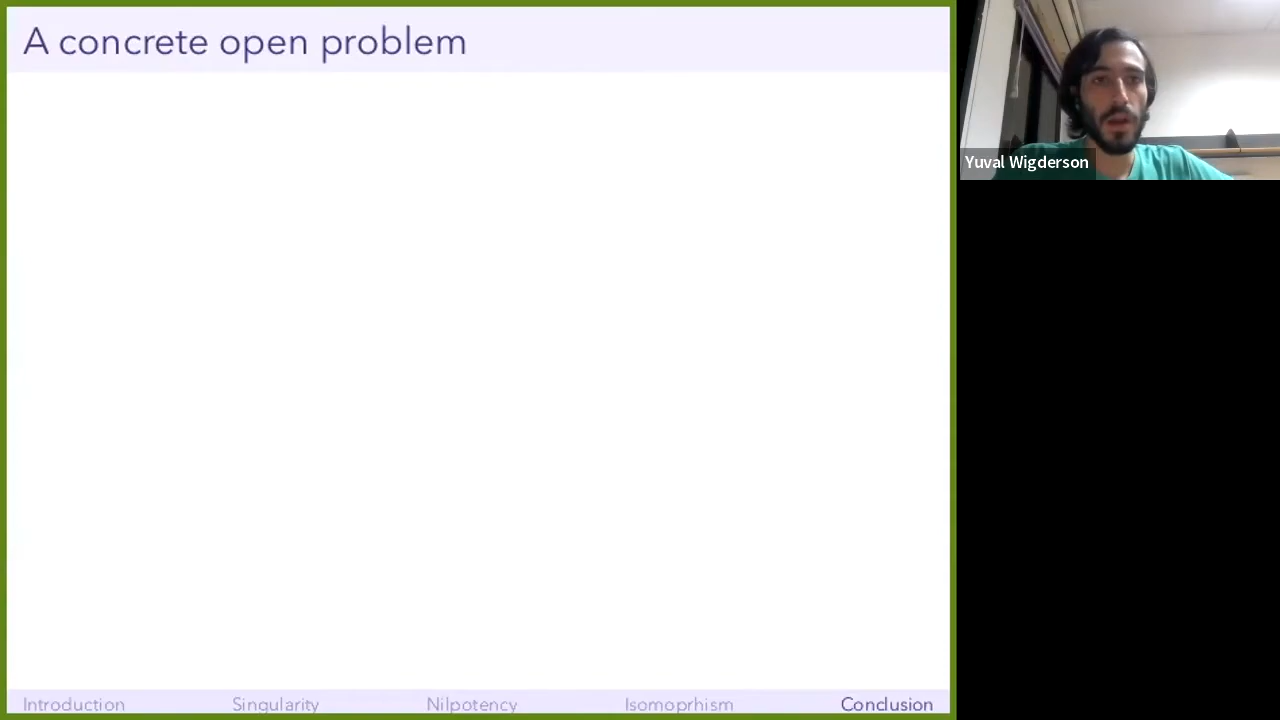 A concrete open problem
Yuval Wigderson
Introduction
Singularity
Nilpotency
Isomoprhism
Conclusion